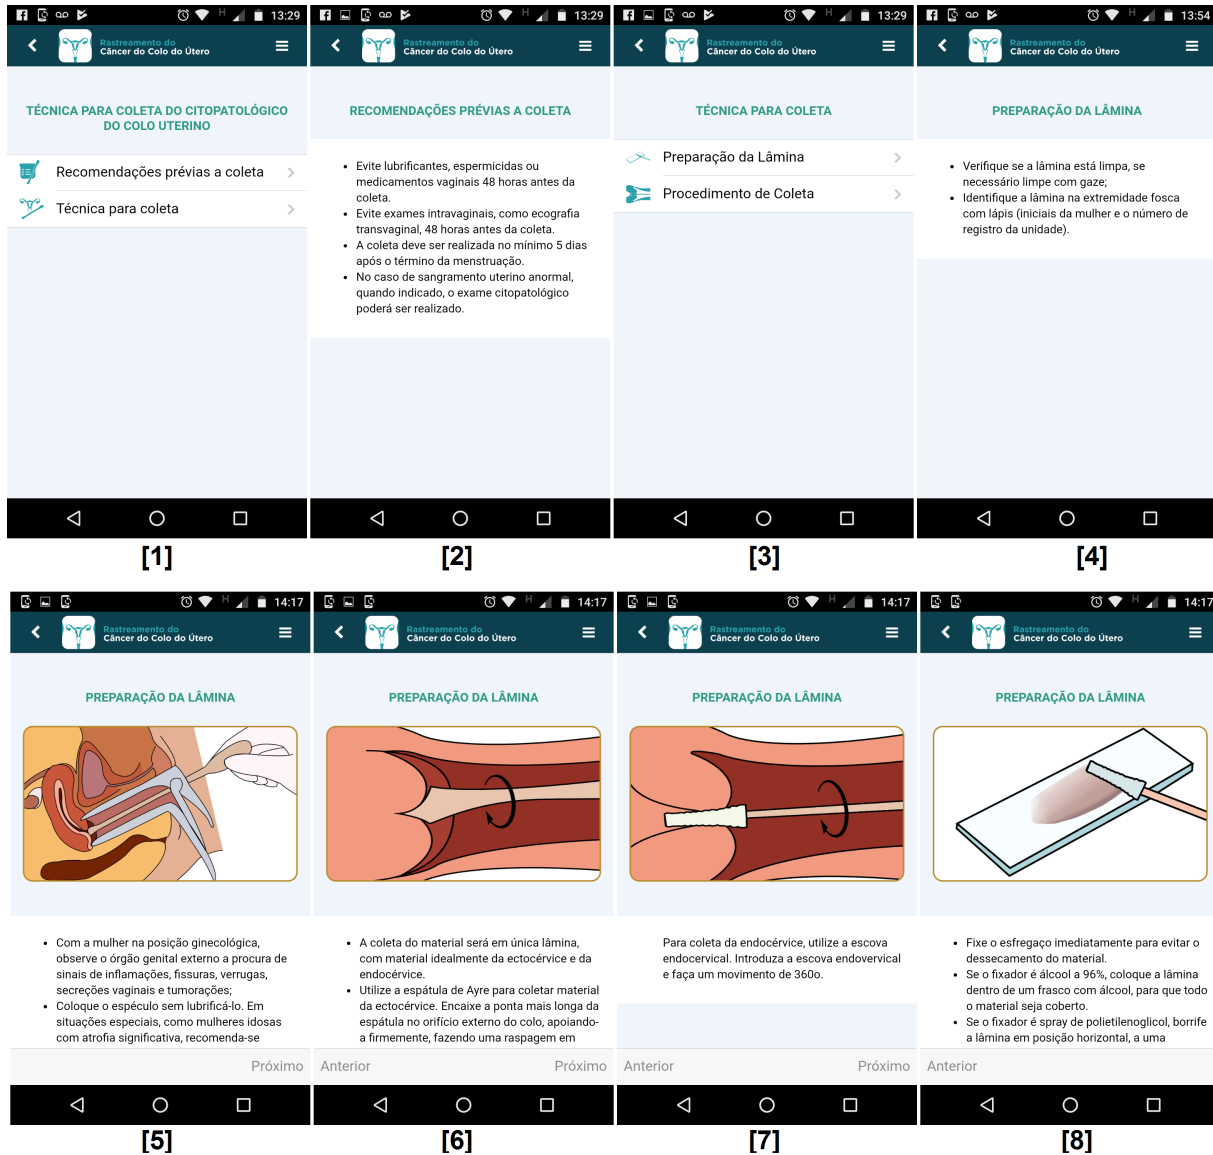 13:29
Rastreamento do
Câncer do Colo do Útero
TÉCNICA PARA COLETA DO CITOPATOLÓGICO
DO COLO UTERINO
Recomendações prévias a coleta
Técnica para coleta
[1]
13:29
Rastreamento do
Câncer do Colo do Útero
RECOMENDAÇÕES PRÉVIAS A COLETA
• Evite lubrificantes, espermicidas ou
medicamentos vaginais 48 horas antes da
coleta.
• Evite exames intravaginais, como ecografia
transvaginal, 48 horas antes da coleta.
• A coleta deve ser realizada no mínimo 5 dias
após o término da menstruação.
• No caso de sangramento uterino anormal,
quando indicado, o exame citopatológico
poderá ser realizado.
[2]
13:29
Rastreamento do
Câncer do Colo do Útero
TÉCNICA PARA COLETA
Preparação da Lâmina
Procedimento de Coleta
[3]
13:54
Rastreamento do
Câncer do Colo do Útero
PREPARAÇÃO DA LÂMINA
• Verifique se a lâmina está limpa, se
necessário limpe com gaze;
• Identifique a lâmina na extremidade fosca
com lápis (iniciais da mulher e o número de
registro da unidade).
[4]
14:17
Rastreamento do
Câncer do Colo do Útero
PREPARAÇÃO DA LÂMINA
• Com a mulher na posição ginecológica,
observe o órgão genital externo a procura de
sinais de inflamações, fissuras, verrugas,
secreções vaginais e tumorações;
• Coloque o espéculo sem lubrificá-lo. Em
situações especiais, como mulheres idosas
com atrofia significativa, recomenda-se
Próximo
[5]
14:17
Rastreamento do
Câncer do Colo do Útero
PREPARAÇÃO DA LÂMINA
• A coleta do material será em única lâmina,
com material idealmente da ectocérvice e da
endocérvice.
• Utilize a espátula de Ayre para coletar material
da ectocérvice. Encaixe a ponta mais longa da
espátula no orifício externo do colo, apoiando-
a firmemente, fazendo uma raspagem em
Anterior Próximo
[6]
14:17
Rastreamento do
Câncer do Colo do Útero
PREPARAÇÃO DA LÂMINA
Para coleta da endocérvice, utilize a escova
endocervical. Introduza a escova endovervical
e faça um movimento de 360o.
Anterior Próximo
[7]
14:17
Rastreamento do
Câncer do Colo do Útero
PREPARAÇÃO DA LÂMINA
• Fixe o esfregaço imediatamente para evitar o
dessecamento do material.
• Se o fixador é álcool a 96%, coloque a lâmina
dentro de um frasco com álcool, para que todo
o material seja coberto.
• Se o fixador é spray de polietilenoglicol, borrife
a lâmina em posição horizontal, a uma
Anterior
[8]